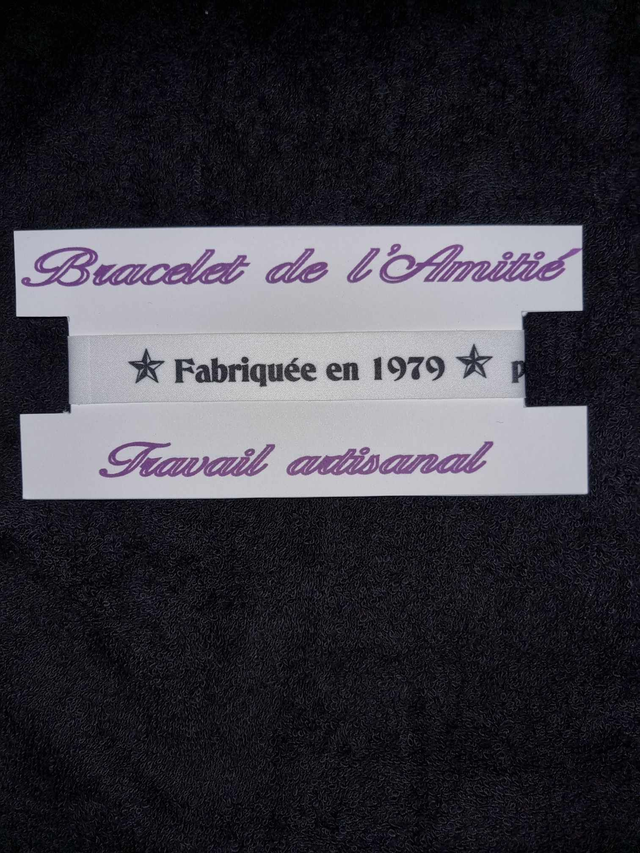 Bracelet de l'Amitié
Fabriquée en 1979
Travail artisanal